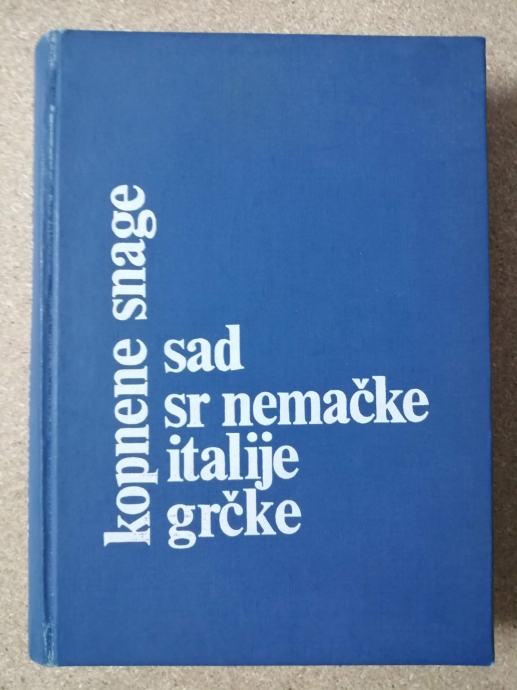 kopnene snage
sad
sr nemačke
italije
grčke